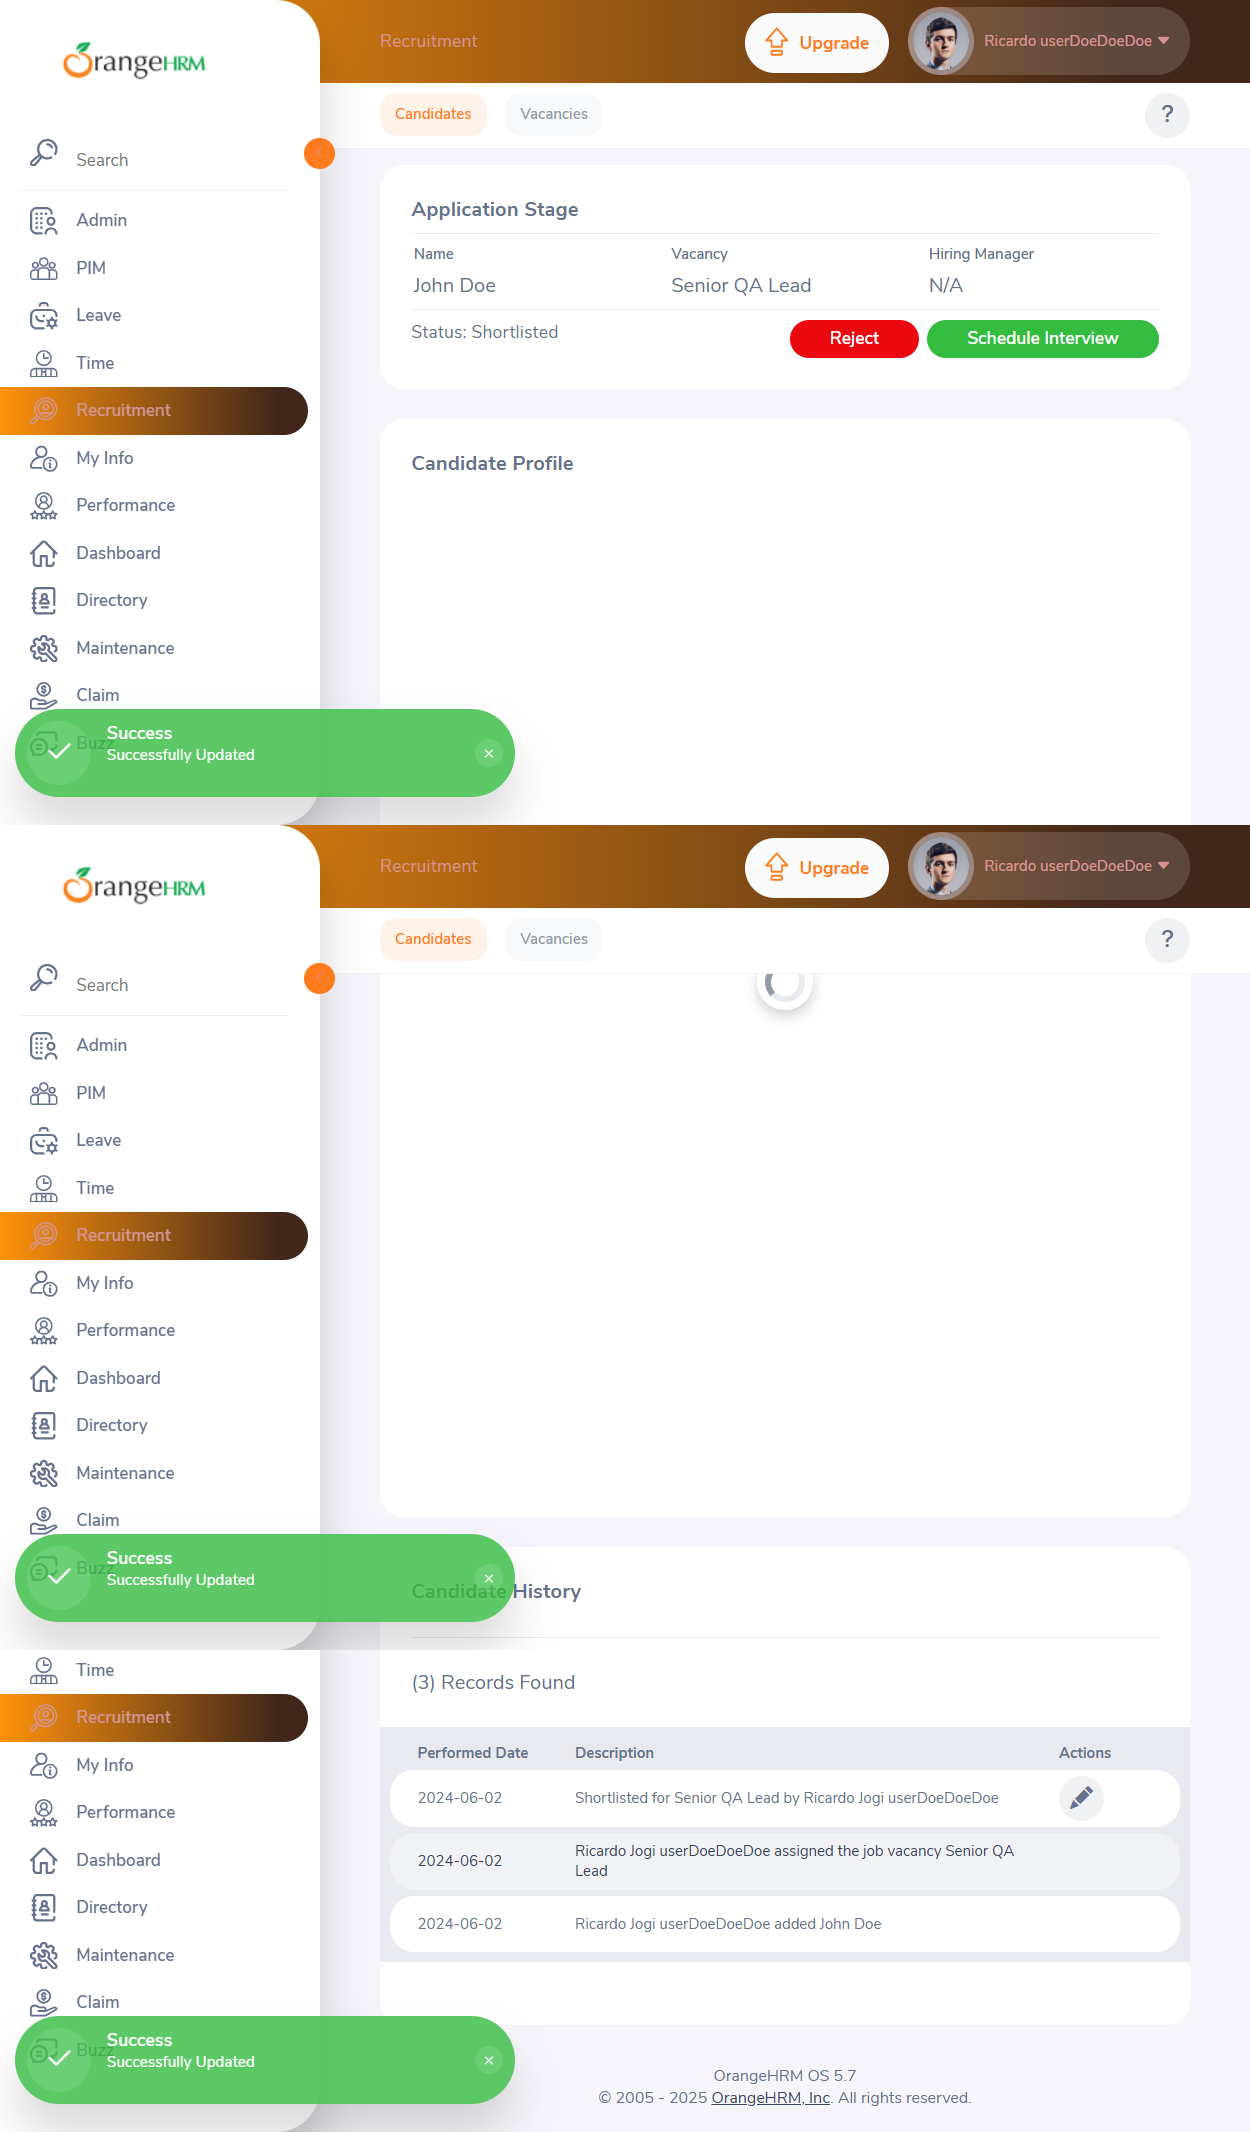 OrangeHRM
Recruitment
Upgrade
Ricardo userDoeDoeDoe
Candidates
Vacancies
?
Search
Admin
PIM
Leave
Time
Recruitment
My Info
Performance
Dashboard
Directory
Maintenance
Claim
Buzz
Application Stage
Name
Vacancy
Hiring Manager
John Doe
Senior QA Lead
N/A
Status: Shortlisted
Reject
Schedule Interview
Candidate Profile
Success
Successfully Updated
OrangeHRM
Recruitment
Upgrade
Ricardo userDoeDoeDoe
Candidates
Vacancies
?
Search
Admin
PIM
Leave
Time
Recruitment
My Info
Performance
Dashboard
Directory
Maintenance
Claim
Buzz
Success
Successfully Updated
Candidate History
Time
Recruitment
My Info
Performance
Dashboard
Directory
Maintenance
Claim
Buzz
Success
Successfully Updated
(3) Records Found
Performed Date
Description
Actions
2024-06-02
Shortlisted for Senior QA Lead by Ricardo Jogi userDoeDoeDoe
2024-06-02
Ricardo Jogi userDoeDoeDoe assigned the job vacancy Senior QA
Lead
2024-06-02
Ricardo Jogi userDoeDoeDoe added John Doe
OrangeHRM OS 5.7
© 2005 - 2025 OrangeHRM, Inc. All rights reserved.